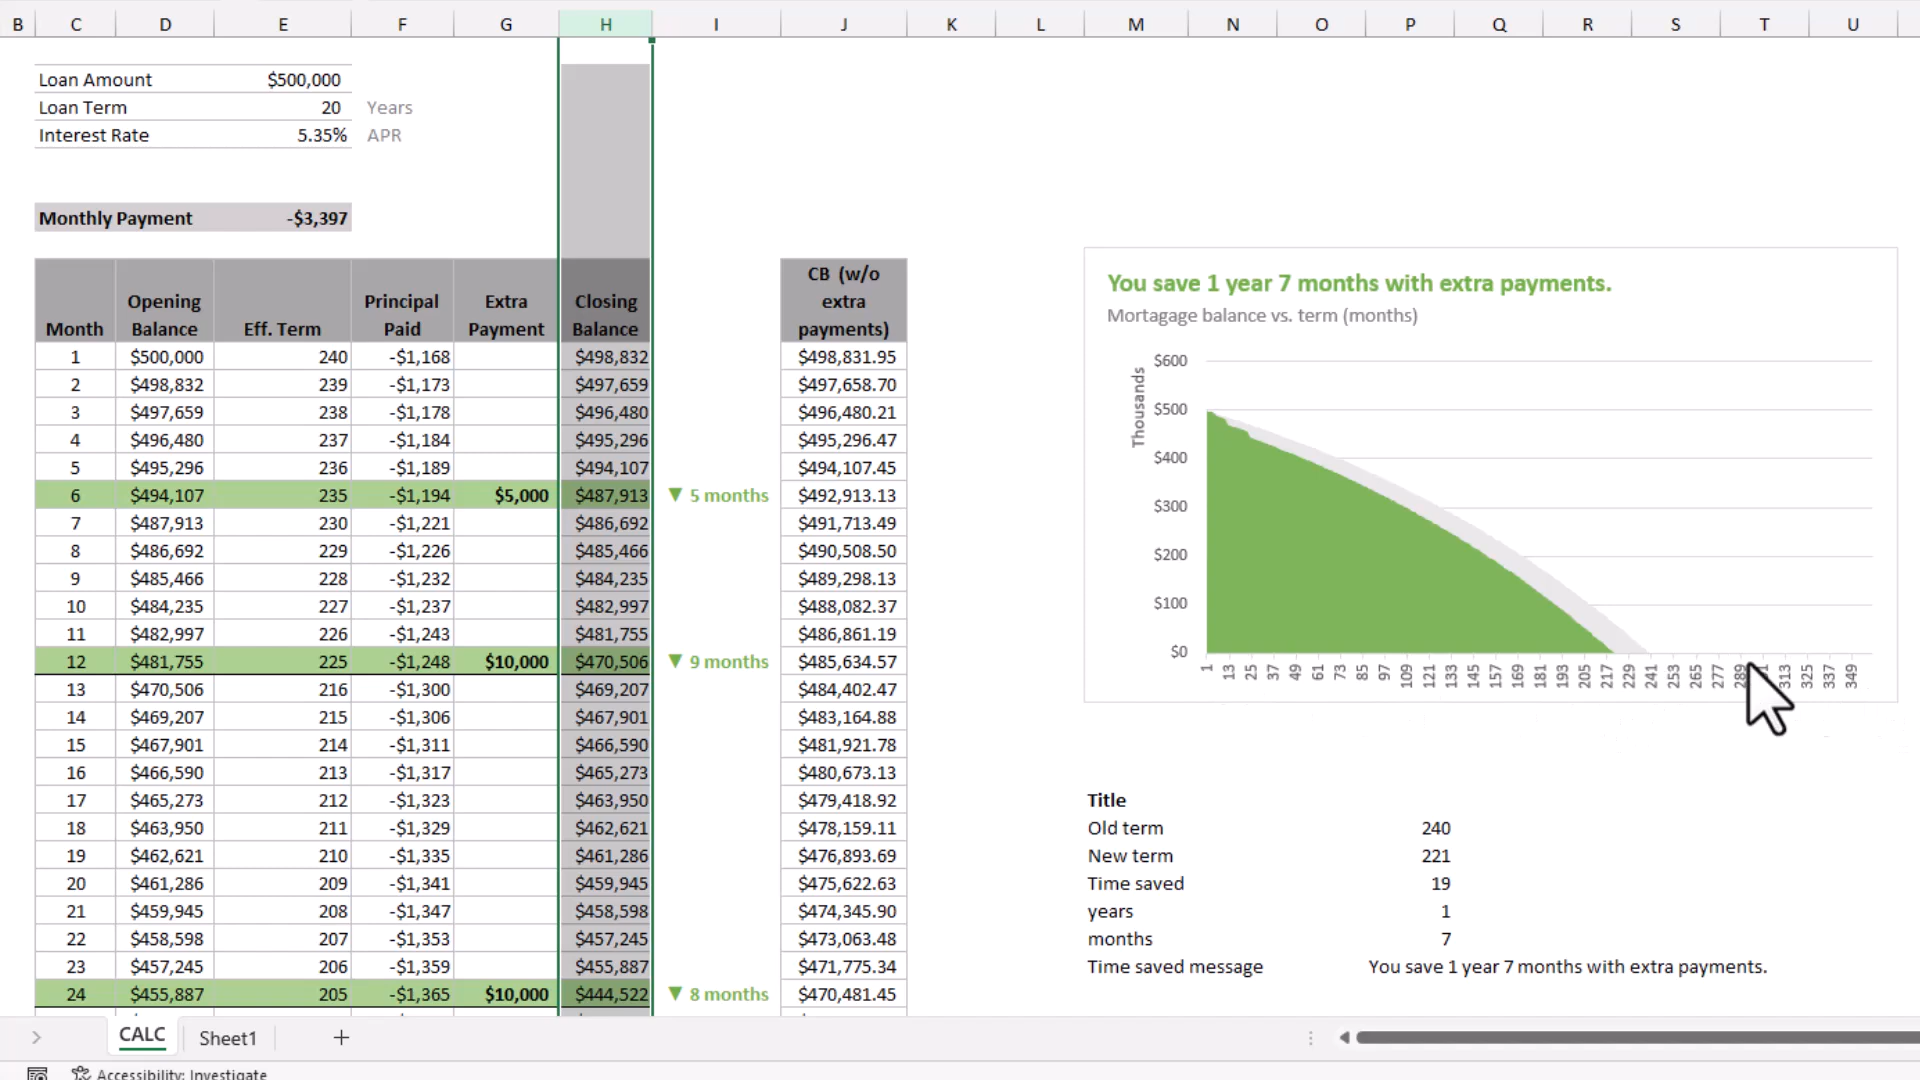 B C D E F G H I J K L M N O P Q R S T U
Loan Amount $500,000
Loan Term 20 Years
Interest Rate 5.35% APR
Monthly Payment -$3,397
Month Opening Balance Eff. Term Principal Paid Extra Payment Closing Balance CB (w/o extra payments)
1 $500,000 240 -$1,168 $498,832 $498,831.95
2 $498,832 239 -$1,173 $497,659 $497,658.70
3 $497,659 238 -$1,178 $496,480 $496,480.21
4 $496,480 237 -$1,184 $495,296 $495,296.47
5 $495,296 236 -$1,189 $494,107 $494,107.45
6 $494,107 235 -$1,194 $5,000 $487,913 ▼ 5 months $492,913.13
7 $487,913 230 -$1,221 $486,692 $491,713.49
8 $486,692 229 -$1,226 $485,466 $490,508.50
9 $485,466 228 -$1,232 $484,235 $489,298.13
10 $484,235 227 -$1,237 $482,997 $488,082.37
11 $482,997 226 -$1,243 $481,755 $486,861.19
12 $481,755 225 -$1,248 $10,000 $470,506 ▼ 9 months $485,634.57
13 $470,506 216 -$1,300 $469,207 $484,402.47
14 $469,207 215 -$1,306 $467,901 $483,164.88
15 $467,901 214 -$1,311 $466,590 $481,921.78
16 $466,590 213 -$1,317 $465,273 $480,673.13
17 $465,273 212 -$1,323 $463,950 $479,418.92
18 $463,950 211 -$1,329 $462,621 $478,159.11
19 $462,621 210 -$1,335 $461,286 $476,893.69
20 $461,286 209 -$1,341 $459,945 $475,622.63
21 $459,945 208 -$1,347 $458,598 $474,345.90
22 $458,598 207 -$1,353 $457,245 $473,063.48
23 $457,245 206 -$1,359 $455,887 $471,775.34
24 $455,887 205 -$1,365 $10,000 $444,522 ▼ 8 months $470,481.45
You save 1 year 7 months with extra payments.
Mortagage balance vs. term (months)
Thousands
$600
$500
$400
$300
$200
$100
$0
1 13 25 37 49 61 73 85 97 109 121 133 145 157 169 181 193 205 217 229 241 253 265 277 289 313 325 337 349
Title
Old term 240
New term 221
Time saved 19
years 1
months 7
Time saved message You save 1 year 7 months with extra payments.
CALC Sheet1 +
Accessibility: Investigate